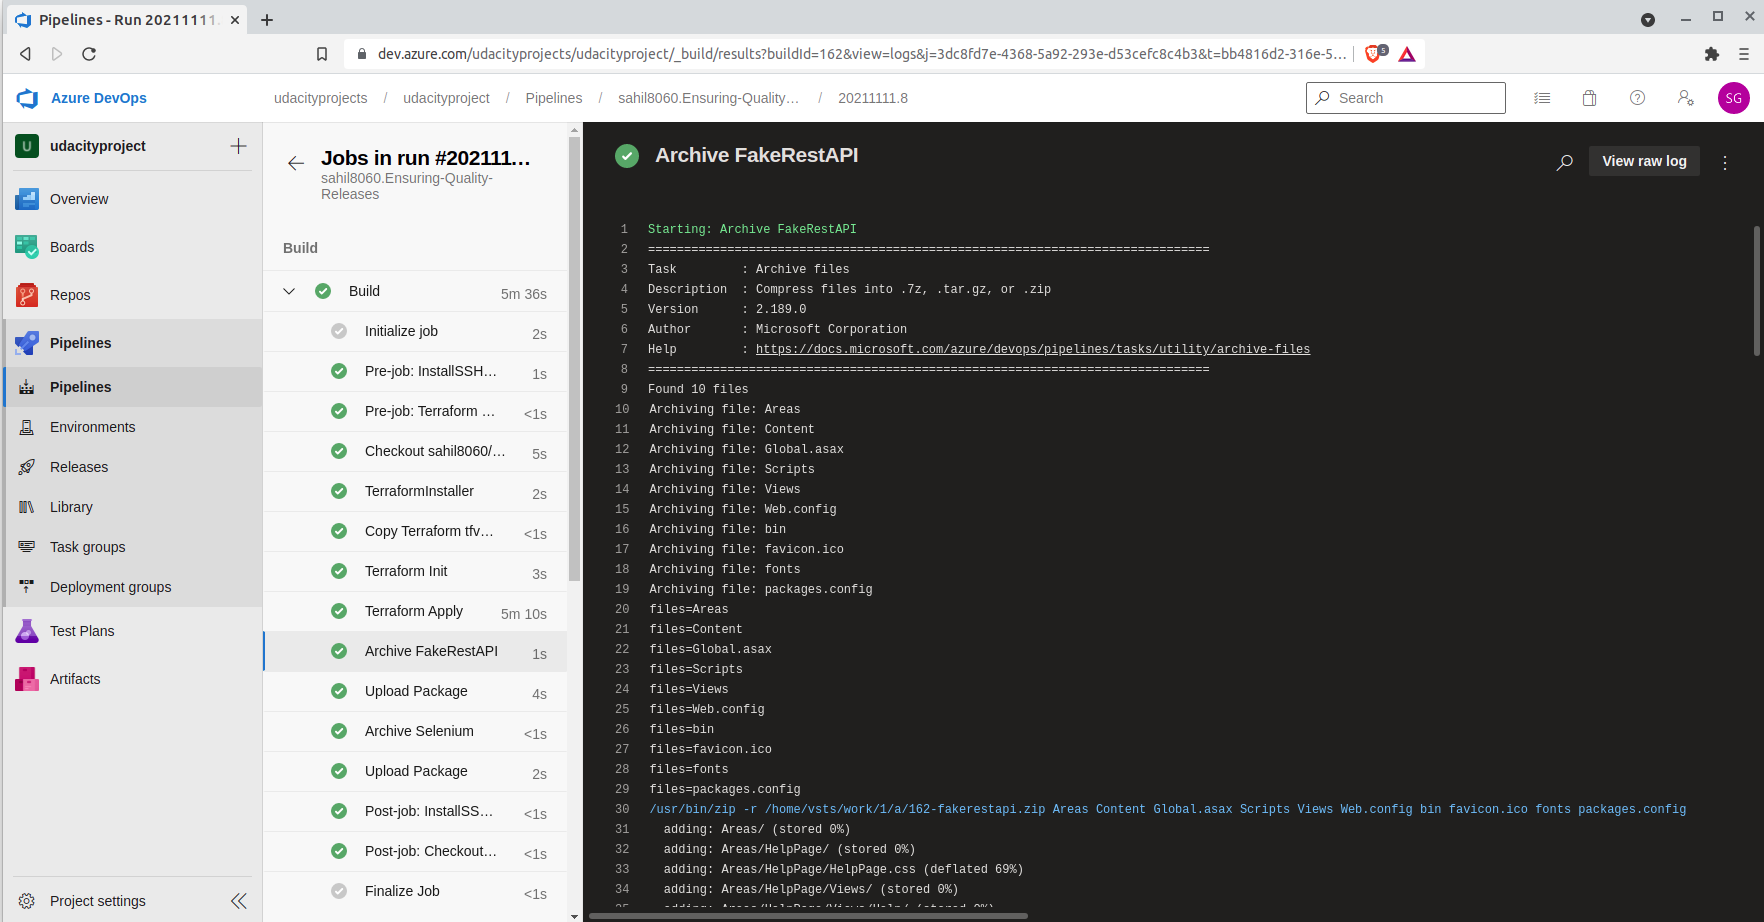 Pipelines - Run 20211111.
dev.azure.com/udacityprojects/udacityproject/_build/results?buildId=162&view=logs&j=3dc8fd7e-4368-5a92-293e-d53cefc8c4b3&t=bb4816d2-316e-5...
5
Azure DevOps
udacityprojects / udacityproject / Pipelines / sahil8060.Ensuring-Quality... / 20211111.8
Search
SG
U
udacityproject
Overview
Boards
Repos
Pipelines
Pipelines
Environments
Releases
Library
Task groups
Deployment groups
Test Plans
Artifacts
Project settings
Jobs in run #202111...
sahil8060.Ensuring-Quality-
Releases
Build
Build 5m 36s
Initialize job 2s
Pre-job: InstallSSH... 1s
Pre-job: Terraform ... <1s
Checkout sahil8060/... 5s
TerraformInstaller 2s
Copy Terraform tfv... <1s
Terraform Init 3s
Terraform Apply 5m 10s
Archive FakeRestAPI 1s
Upload Package 4s
Archive Selenium <1s
Upload Package 2s
Post-job: InstallSS... <1s
Post-job: Checkout... <1s
Finalize Job <1s
Archive FakeRestAPI
View raw log
1 Starting: Archive FakeRestAPI
2 ==============================================================================
3 Task : Archive files
4 Description : Compress files into .7z, .tar.gz, or .zip
5 Version : 2.189.0
6 Author : Microsoft Corporation
7 Help : https://docs.microsoft.com/azure/devops/pipelines/tasks/utility/archive-files
8 ==============================================================================
9 Found 10 files
10 Archiving file: Areas
11 Archiving file: Content
12 Archiving file: Global.asax
13 Archiving file: Scripts
14 Archiving file: Views
15 Archiving file: Web.config
16 Archiving file: bin
17 Archiving file: favicon.ico
18 Archiving file: fonts
19 Archiving file: packages.config
20 files=Areas
21 files=Content
22 files=Global.asax
23 files=Scripts
24 files=Views
25 files=Web.config
26 files=bin
27 files=favicon.ico
28 files=fonts
29 files=packages.config
30 /usr/bin/zip -r /home/vsts/work/1/a/162-fakerestapi.zip Areas Content Global.asax Scripts Views Web.config bin favicon.ico fonts packages.config
31 adding: Areas/ (stored 0%)
32 adding: Areas/HelpPage/ (stored 0%)
33 adding: Areas/HelpPage/HelpPage.css (deflated 69%)
34 adding: Areas/HelpPage/Views/ (stored 0%)
35 adding: Areas/HelpPage/Views/Help/ (stored 0%)